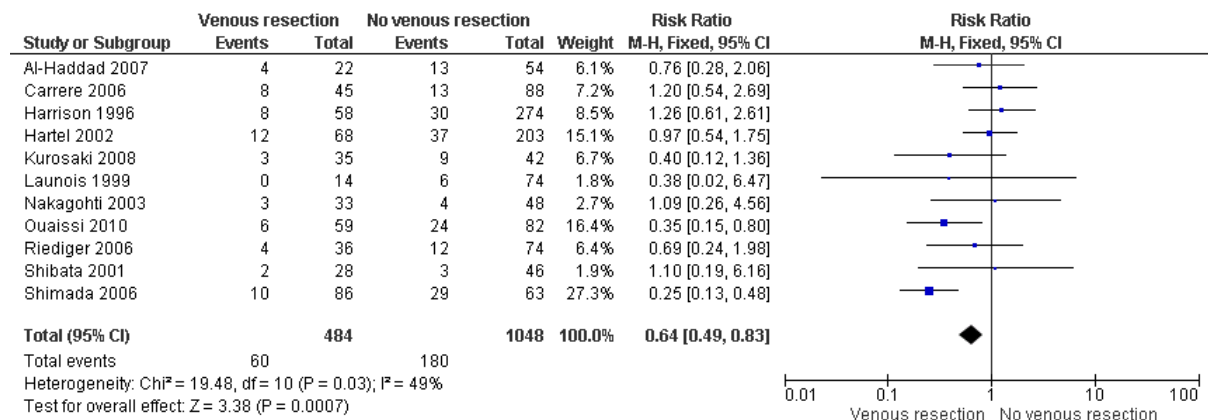 Venous resection No venous resection Risk Ratio Risk Ratio
Study or Subgroup Events Total Events Total Weight M-H, Fixed, 95% CI M-H, Fixed, 95% CI
Al-Haddad 2007 4 22 13 54 6.1% 0.76 [0.28, 2.06]
Carrere 2006 8 45 13 88 7.2% 1.20 [0.54, 2.69]
Harrison 1996 8 58 30 274 8.5% 1.26 [0.61, 2.61]
Hartel 2002 12 68 37 203 15.1% 0.97 [0.54, 1.75]
Kurosaki 2008 3 35 9 42 6.7% 0.40 [0.12, 1.36]
Launois 1999 0 14 6 74 1.8% 0.38 [0.02, 6.47]
Nakagohti 2003 3 33 4 48 2.7% 1.09 [0.26, 4.56]
Ouaissi 2010 6 59 24 82 16.4% 0.35 [0.15, 0.80]
Riediger 2006 4 36 12 74 6.4% 0.69 [0.24, 1.98]
Shibata 2001 2 28 3 46 1.9% 1.10 [0.19, 6.16]
Shimada 2006 10 86 29 63 27.3% 0.25 [0.13, 0.48]
Total (95% CI) 484 1048 100.0% 0.64 [0.49, 0.83]
Total events 60 180
Heterogeneity: Chi² = 19.48, df = 10 (P = 0.03); I² = 49%
Test for overall effect: Z = 3.38 (P = 0.0007)
0.01 0.1 1 10 100
Venous resection No venous resection